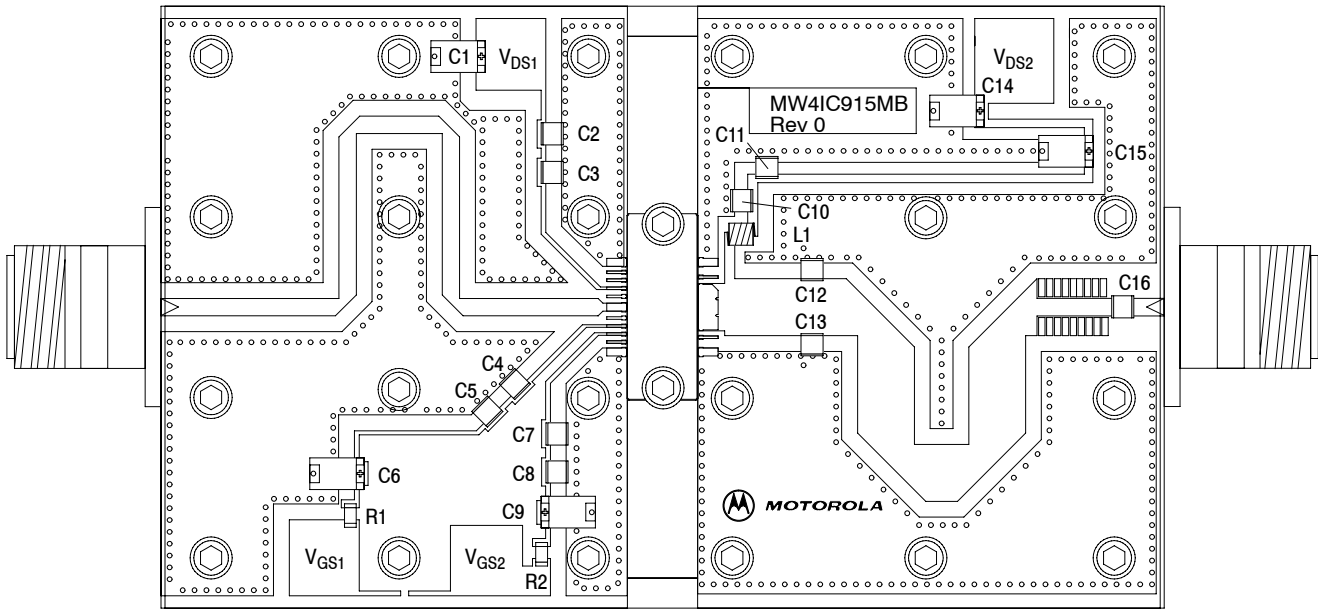 C1
VDS1
C2
C3
C4
C5
C6
R1
VGS1
C7
C8
C9
VGS2
R2
MW4IC915MB
Rev 0
VDS2
C14
C11
C15
C10
L1
C12
C16
C13
MOTOROLA